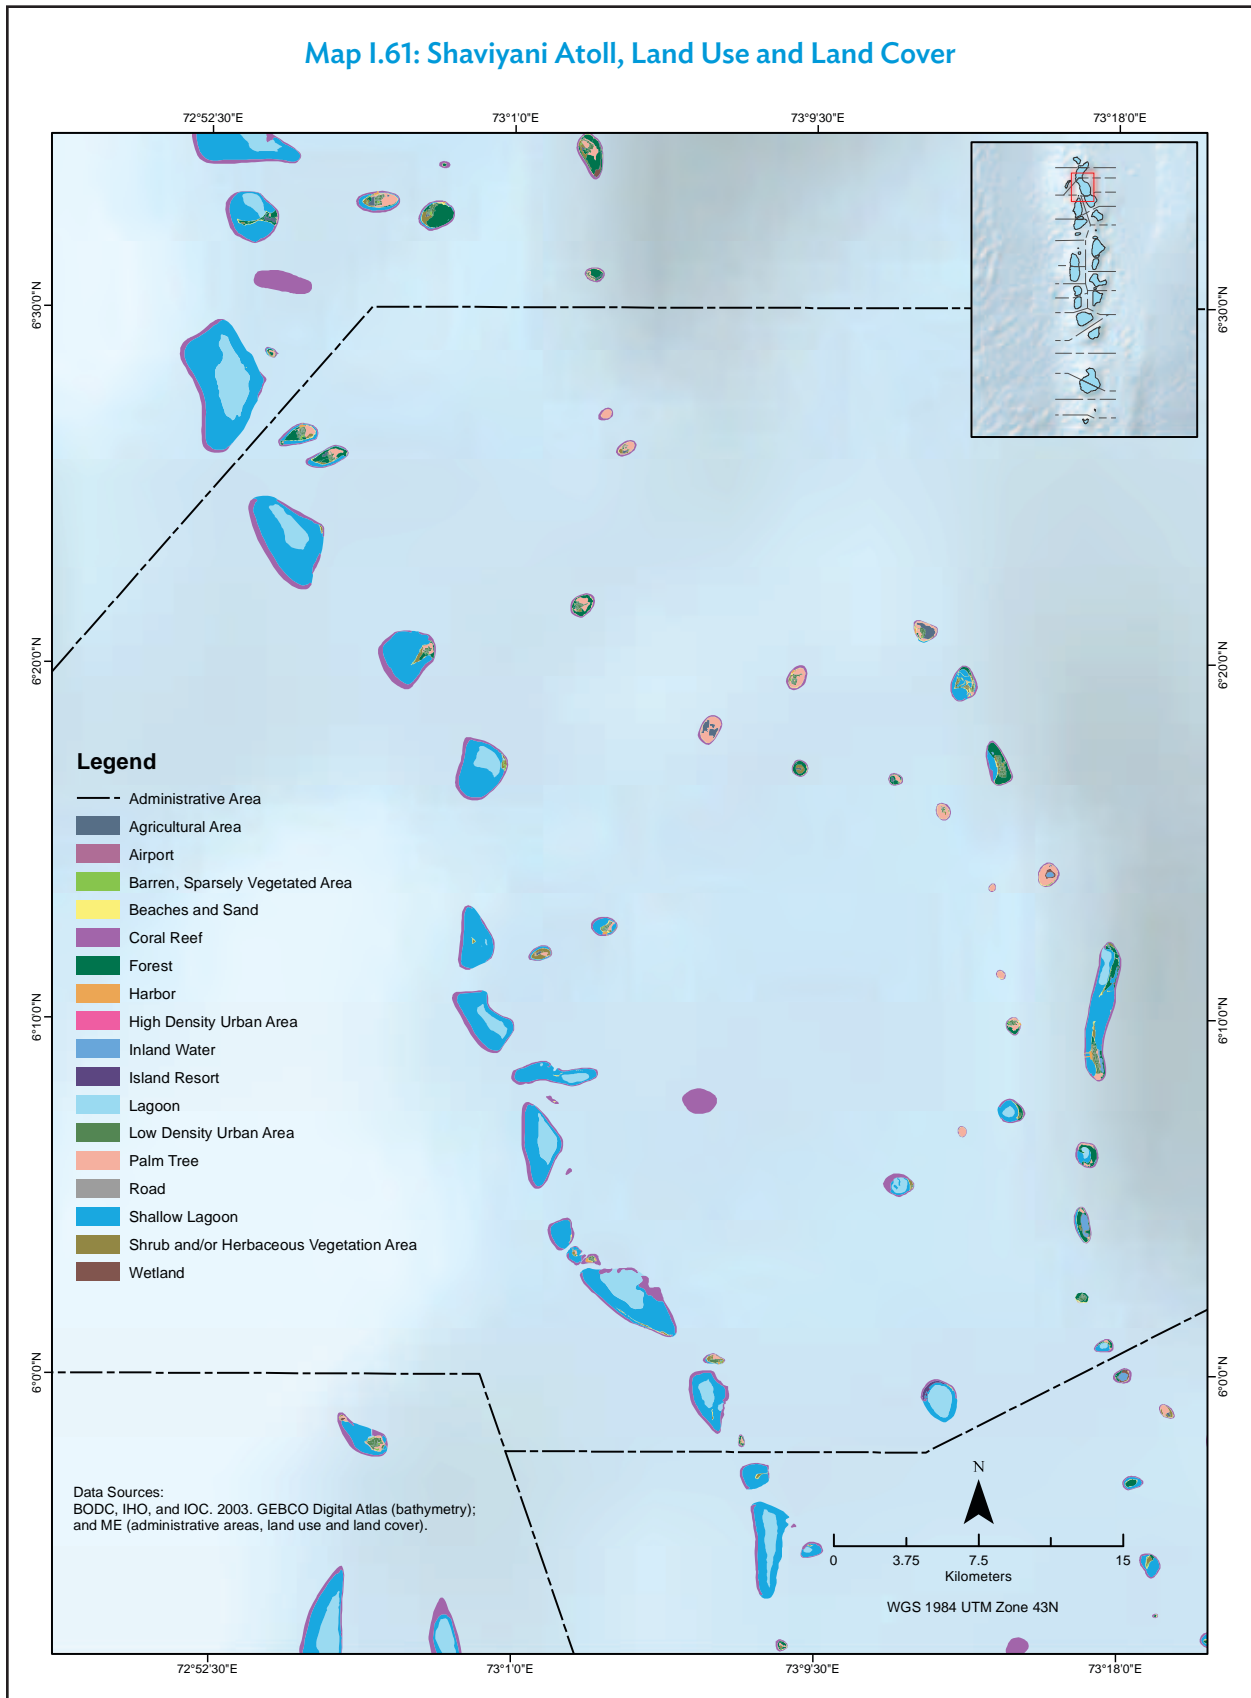 Map I.61: Shaviyani Atoll, Land Use and Land Cover
72°52'30"E
73°1'0"E
73°9'30"E
73°18'0"E
6°30'0"N
6°30'0"N
6°20'0"N
6°20'0"N
Legend
Administrative Area
Agricultural Area
Airport
Barren, Sparsely Vegetated Area
Beaches and Sand
Coral Reef
Forest
Harbor
High Density Urban Area
Inland Water
Island Resort
Lagoon
Low Density Urban Area
Palm Tree
Road
Shallow Lagoon
Shrub and/or Herbaceous Vegetation Area
Wetland
6°10'0"N
6°10'0"N
6°0'0"N
6°0'0"N
Data Sources:
BODC, IHO, and IOC. 2003. GEBCO Digital Atlas (bathymetry);
and ME (administrative areas, land use and land cover).
N
0 3.75 7.5 15
Kilometers
WGS 1984 UTM Zone 43N
72°52'30"E
73°1'0"E
73°9'30"E
73°18'0"E